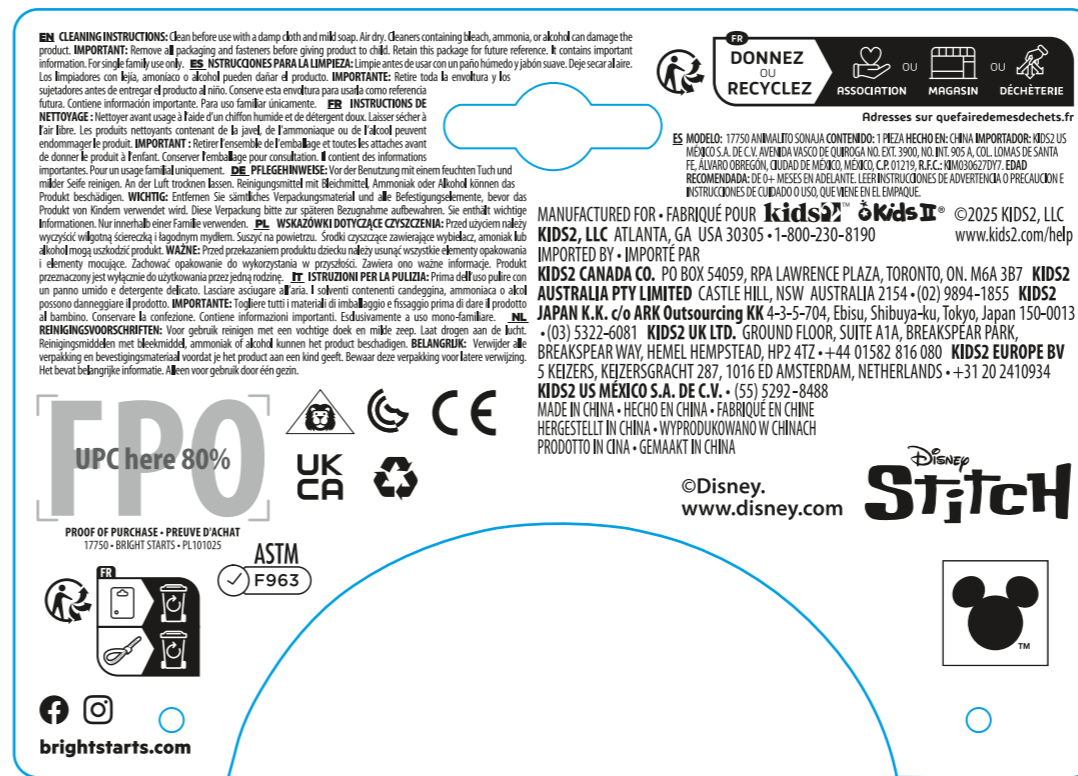 EN CLEANING INSTRUCTIONS: Clean before use with a damp cloth and mild soap. Air dry. Cleaners containing bleach, ammonia, or alcohol can damage the
product. IMPORTANT: Remove all packaging and fasteners before giving product to child. Retain this package for future reference. It contains important
information. For single family use only. ES NSTRUCCIONES PARA LA LIMPIEZA: Limpie antes de usar con un paño húmedo y jabón suave. Deje secar al aire.
Los limpiadores con lejía, amoníaco o alcohol pueden dañar el producto. IMPORTANTE: Retire toda la envoltura y los
sujetadores antes de entregar el producto al niño. Conserve esta envoltura para usarla como referencia
futura. Contiene información importante. Para uso familiar únicamente. FR INSTRUCTIONS DE
NETTOYAGE : Nettoyer avant usage à l'aide d'un chiffon humide et de détergent doux. Laisser sécher à
l'air libre. Les produits nettoyants contenant de la javel, de l'ammoniaque ou de l'alcool peuvent
endommager le produit. IMPORTANT : Retirer l'ensemble de l'emballage et toutes les attaches avant
de donner le produit à l'enfant. Conserver l'emballage pour consultation. Il contient des informations
importantes. Pour un usage familial uniquement. DE PFLEGEHINWEISE: Vor der Benutzung mit einem feuchten Tuch und
milder Seife reinigen. An der Luft trocknen lassen. Reinigungsmittel mit Bleichmittel, Ammoniak oder Alkohol können das
Produkt beschädigen. WICHTIG: Entfernen Sie sämtliches Verpackungsmaterial und alle Befestigungselemente, bevor das
Produkt von Kindern verwendet wird. Diese Verpackung bitte zur späteren Bezugnahme aufbewahren. Sie enthält wichtige
Informationen. Nur innerhalb einer Familie verwenden. PL WSKAZÓWKI DOTYCZĄCE CZYSZCZENIA: Przed użyciem należy
wyczyścić wilgotną ściereczką i łagodnym mydłem. Suszyć na powietrzu. Środki czyszczące zawierające wybielacz, amoniak lub
alkohol mogą uszkodzić produkt. WAŻNE: Przed przekazaniem produktu dziecku należy usunąć wszystkie elementy opakowania
i elementy mocujące. Zachować opakowanie do wykorzystania w przyszłości. Zawiera ono ważne informacje. Produkt
przeznaczony jest wyłącznie do użytkowania przez jedną rodzinę. IT ISTRUZIONI PER LA PULIZIA: Prima dell'uso pulire con
un panno umido e detergente delicato. Lasciare asciugare all'aria. I solventi contenenti candeggina, ammoniaca o alcol
possono danneggiare il prodotto. IMPORTANTE: Togliere tutti i materiali di imballaggio e fissaggio prima di dare il prodotto
al bambino. Conservare la confezione. Contiene informazioni importanti. Esclusivamente a uso mono-familiare. NL
REINIGINGSVOORSCHRIFTEN: Voor gebruik reinigen met een vochtige doek en milde zeep. Laat drogen aan de lucht.
Reinigingsmiddelen met bleekmiddel, ammoniak of alcohol kunnen het product beschadigen. BELANGRIJK: Verwijder alle
verpakking en bevestigingsmateriaal voordat je het product aan een kind geeft. Bewaar deze verpakking voor latere verwijzing.
Het bevat belangrijke informatie. Alleen voor gebruik door één gezin.
FPO
UPC here 80%
PROOF OF PURCHASE • PREUVE D'ACHAT
17750 • BRIGHT STARTS • PL101025
CE
UK
CA
ASTM
F963
FR
brightstarts.com
FR
DONNEZ
OU
RECYCLEZ
ASSOCIATION OU MAGASIN OU DÉCHÈTERIE
Adresses sur quefairedemesdechets.fr
ES MODELO: 17750 ANIMALITO SONAJA CONTENIDO: 1 PIEZA HECHO EN: CHINA IMPORTADOR: KIDS2 US
MÉXICO S.A. DE C.V. AVENIDA VASCO DE QUIROGA NO. EXT. 3900, NO. INT. 905 A, COL. LOMAS DE SANTA
FE, ÁLVARO OBREGÓN, CIUDAD DE MÉXICO, MÉXICO, C.P. 01219, R.F.C.: KIM030627DY7. EDAD
RECOMENDADA: DE 0+ MESES EN ADELANTE. LEER INSTRUCCIONES DE ADVERTENCIA O PRECAUCION E
INSTRUCCIONES DE CUIDADO O USO, QUE VIENE EN EL EMPAQUE.
MANUFACTURED FOR • FABRIQUÉ POUR kids2™ Kids II® ©2025 KIDS2, LLC
KIDS2, LLC ATLANTA, GA USA 30305 • 1-800-230-8190 www.kids2.com/help
IMPORTED BY • IMPORTÉ PAR
KIDS2 CANADA CO. PO BOX 54059, RPA LAWRENCE PLAZA, TORONTO, ON. M6A 3B7 KIDS2
AUSTRALIA PTY LIMITED CASTLE HILL, NSW AUSTRALIA 2154 • (02) 9894-1855 KIDS2
JAPAN K.K. c/o ARK Outsourcing KK 4-3-5-704, Ebisu, Shibuya-ku, Tokyo, Japan 150-0013
• (03) 5322-6081 KIDS2 UK LTD. GROUND FLOOR, SUITE A1A, BREAKSPEAR PARK,
BREAKSPEAR WAY, HEMEL HEMPSTEAD, HP2 4TZ • +44 01582 816 080 KIDS2 EUROPE BV
5 KEIZERS, KEIZERSGRACHT 287, 1016 ED AMSTERDAM, NETHERLANDS • +31 20 2410934
KIDS2 US MÉXICO S.A. DE C.V. • (55) 5292-8488
MADE IN CHINA • HECHO EN CHINA • FABRIQUÉ EN CHINE
HERGESTELLT IN CHINA • WYPRODUKOWANO W CHINACH
PRODOTTO IN CINA • GEMAAKT IN CHINA
©Disney.
www.disney.com
Disney
STITCH
TM